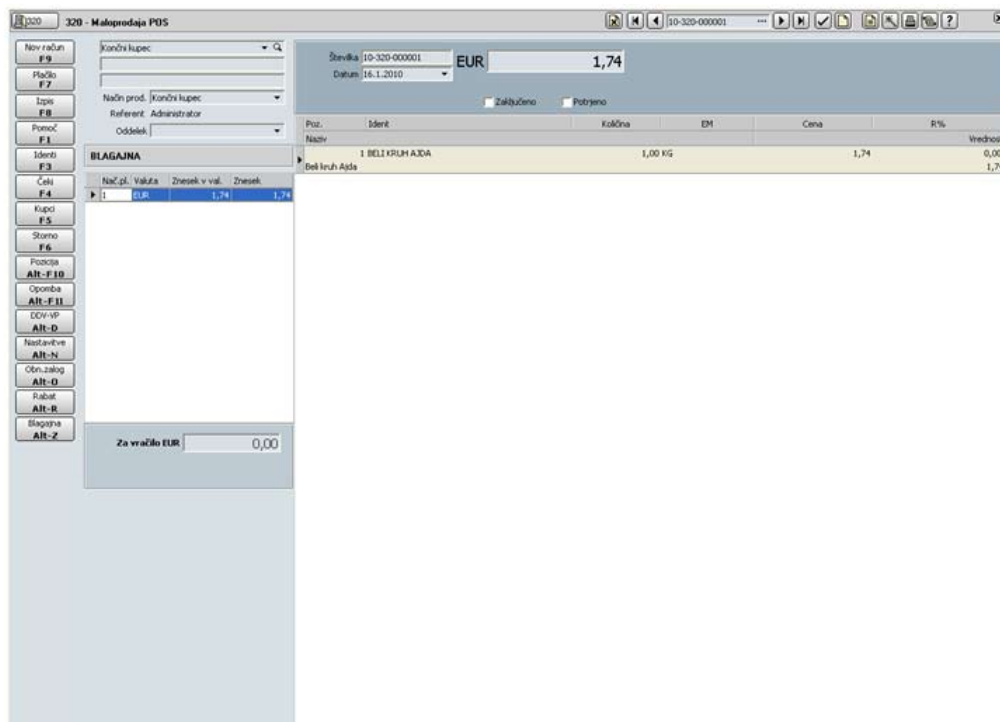 320 320 - Maloprodaja POS 10-320-000001 ... ?
Nov račun
F9
Plačilo
F7
Izpis
F8
Pomoč
F1
Identi
F3
Čeki
F4
Kupci
F5
Storno
F6
Pozicija
Alt-F10
Opomba
Alt-F11
DDV-VP
Alt-D
Nastavitve
Alt-N
Obn.zalog
Alt-O
Rabat
Alt-R
Blagajna
Alt-Z
Končni kupec
Način prod. Končni kupec
Referent Administrator
Oddelek
BLAGAJNA
Nač.pl. Valuta Znesek v val. Znesek
1 EUR 1,74 1,74
Za vračilo EUR 0,00
Številka 10-320-000001 EUR 1,74
Datum 16.1.2010
Zaključeno Potrjeno
Poz. Ident Količina EM Cena R%
Naziv Vrednost
1 BELI KRUH AJDA 1,00 KG 1,74 0,00
Beli kruh Ajda 1,74